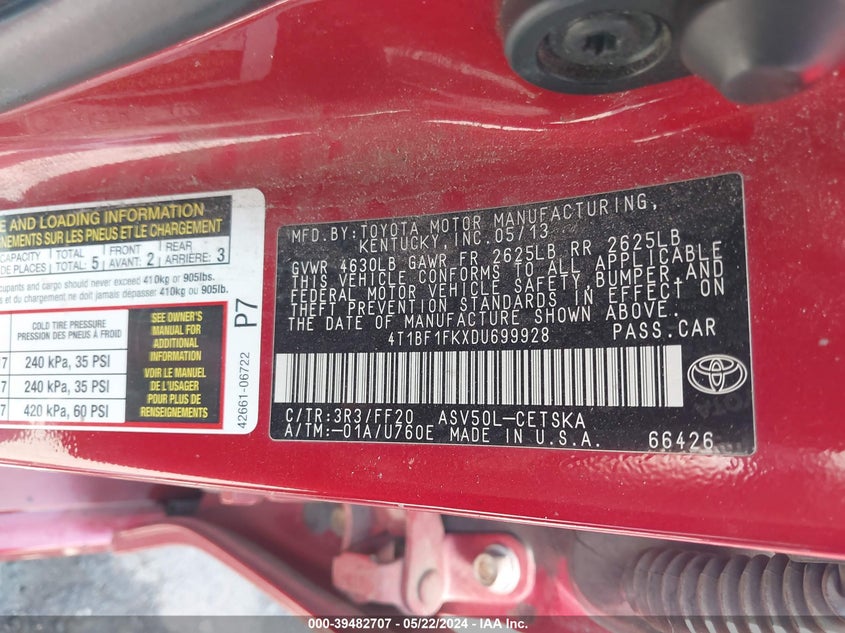 E AND LOADING INFORMATION
NEMENTS SUR LES PNEUS ET LE CHARGEMENT
CAPACITY TOTAL 5 FRONT 2 REAR 3
DE PLACES TOTAL AVANT: ARRIÈRE:
cupants and cargo should never exceed 410kg or 905lbs.
pants et du chargement ne doit jamais dépasser 410kg or 905lb.
COLD TIRE PRESSURE
PRESSION DES PNEUS À FROID
7 240 kPa, 35 PSI
7 240 kPa, 35 PSI
7 420 kPa, 60 PSI
SEE OWNER'S
MANUAL FOR
ADDITIONAL
INFORMATION
VOIR LE MANUEL
DE L'USAGER
POUR PLUS DE
RENSEIGNEMENTS
42661-06722 P7
MFD.BY:TOYOTA MOTOR MANUFACTURING,
KENTUCKY, INC.05/13
GVWR 4630LB GAWR FR 2625LB RR 2625LB
THIS VEHICLE CONFORMS TO ALL APPLICABLE
FEDERAL MOTOR VEHICLE SAFETY,BUMPER AND
THEFT PREVENTION STANDARDS IN EFFECT ON
THE DATE OF MANUFACTURE SHOWN ABOVE.
4T1BF1FKXDU699928 PASS.CAR
C/TR:3R3/FF20 ASV50L-CETSKA
A/TM:-01A/U760E MADE IN U.S.A.
66426
TOYOTA
000-39482707 - 05/22/2024 - IAA Inc.